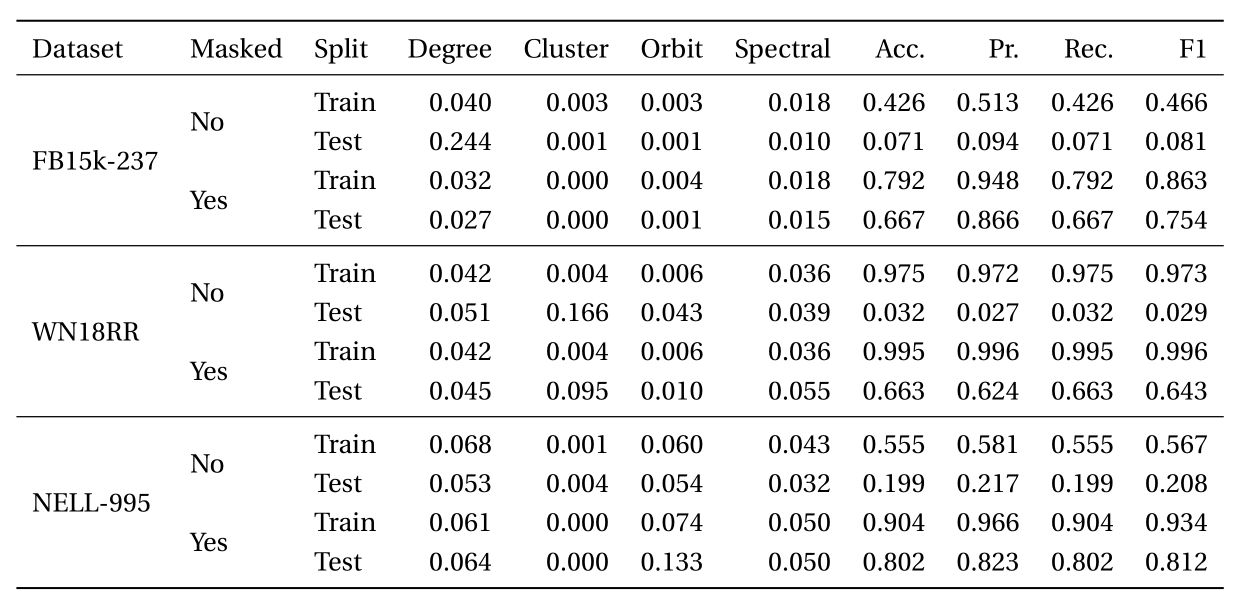 Dataset Masked Split Degree Cluster Orbit Spectral Acc. Pr. Rec. F1
FB15k-237 No Train 0.040 0.003 0.003 0.018 0.426 0.513 0.426 0.466
Test 0.244 0.001 0.001 0.010 0.071 0.094 0.071 0.081
Yes Train 0.032 0.000 0.004 0.018 0.792 0.948 0.792 0.863
Test 0.027 0.000 0.001 0.015 0.667 0.866 0.667 0.754
WN18RR No Train 0.042 0.004 0.006 0.036 0.975 0.972 0.975 0.973
Test 0.051 0.166 0.043 0.039 0.032 0.027 0.032 0.029
Yes Train 0.042 0.004 0.006 0.036 0.995 0.996 0.995 0.996
Test 0.045 0.095 0.010 0.055 0.663 0.624 0.663 0.643
NELL-995 No Train 0.068 0.001 0.060 0.043 0.555 0.581 0.555 0.567
Test 0.053 0.004 0.054 0.032 0.199 0.217 0.199 0.208
Yes Train 0.061 0.000 0.074 0.050 0.904 0.966 0.904 0.934
Test 0.064 0.000 0.133 0.050 0.802 0.823 0.802 0.812